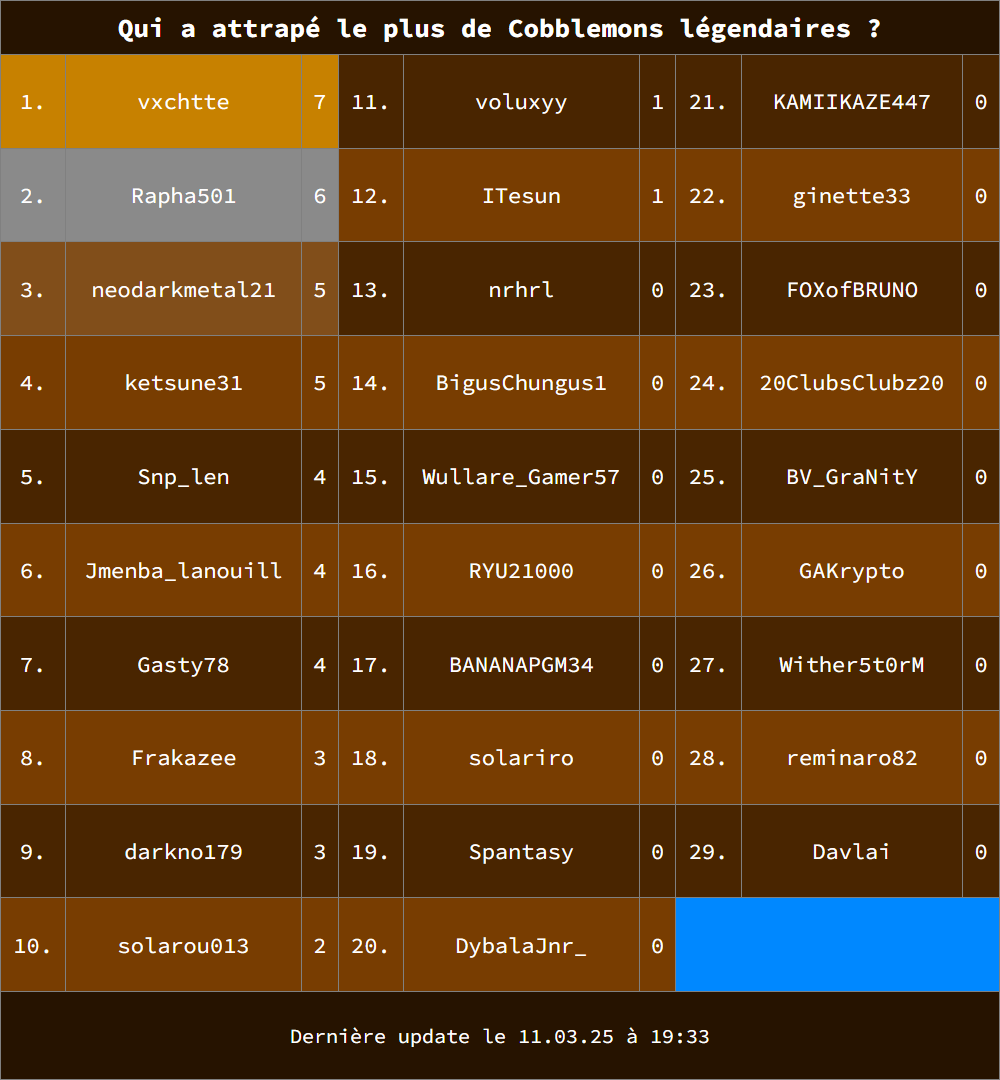 Qui a attrapé le plus de Cobblemons légendaires ?
1. vxchtte 7 11. voluxyy 1 21. KAMIIKAZE447 0
2. Rapha501 6 12. ITesun 1 22. ginette33 0
3. neodarkmetal21 5 13. nrhrl 0 23. FOXofBRUNO 0
4. ketsune31 5 14. BigusChungus1 0 24. 20ClubsClubz20 0
5. Snp_len 4 15. Wullare_Gamer57 0 25. BV_GraNitY 0
6. Jmenba_lanouill 4 16. RYU21000 0 26. GAKrypto 0
7. Gasty78 4 17. BANANAPGM34 0 27. Wither5t0rM 0
8. Frakazee 3 18. solariro 0 28. reminaro82 0
9. darkno179 3 19. Spantasy 0 29. Davlai 0
10. solarou013 2 20. DybalaJnr_ 0
Dernière update le 11.03.25 à 19:33